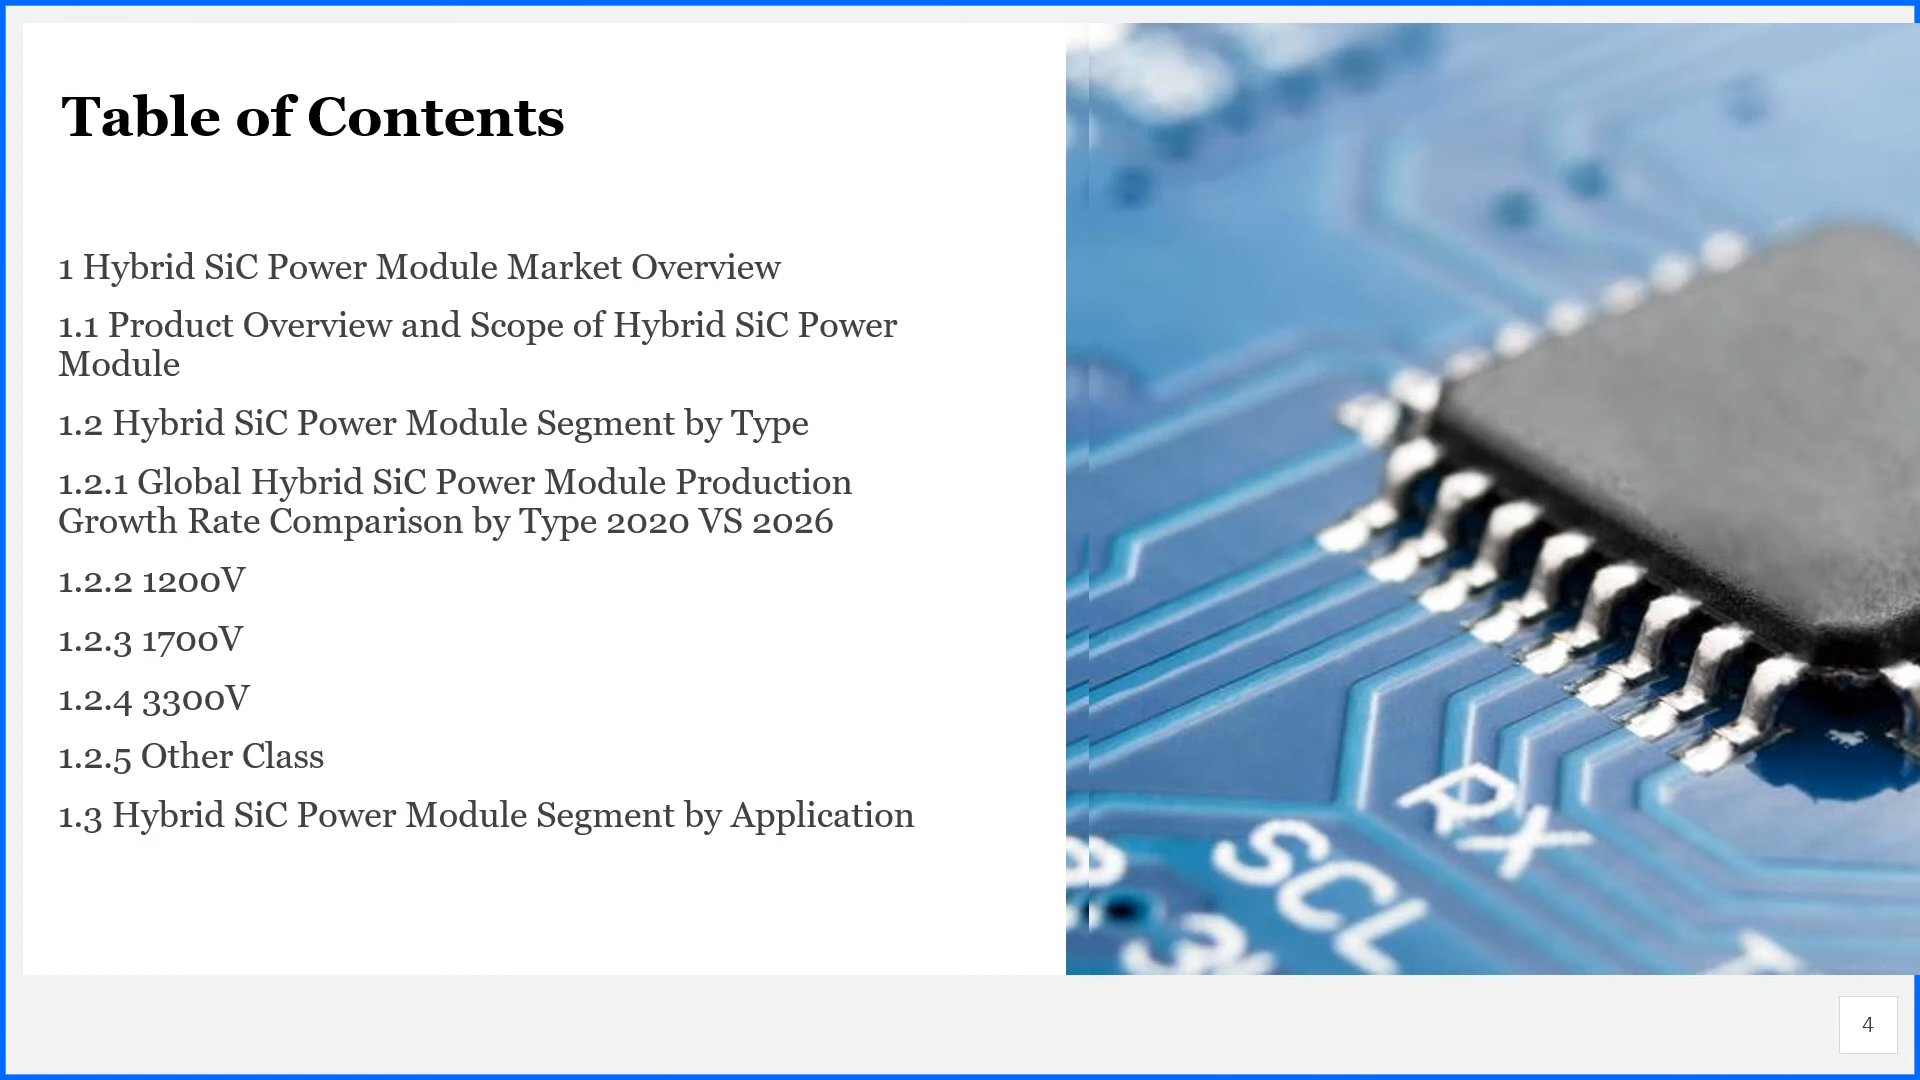 Table of Contents
1 Hybrid SiC Power Module Market Overview
1.1 Product Overview and Scope of Hybrid SiC Power
Module
1.2 Hybrid SiC Power Module Segment by Type
1.2.1 Global Hybrid SiC Power Module Production
Growth Rate Comparison by Type 2020 VS 2026
1.2.2 1200V
1.2.3 1700V
1.2.4 3300V
1.2.5 Other Class
1.3 Hybrid SiC Power Module Segment by Application
RX
SCL
4